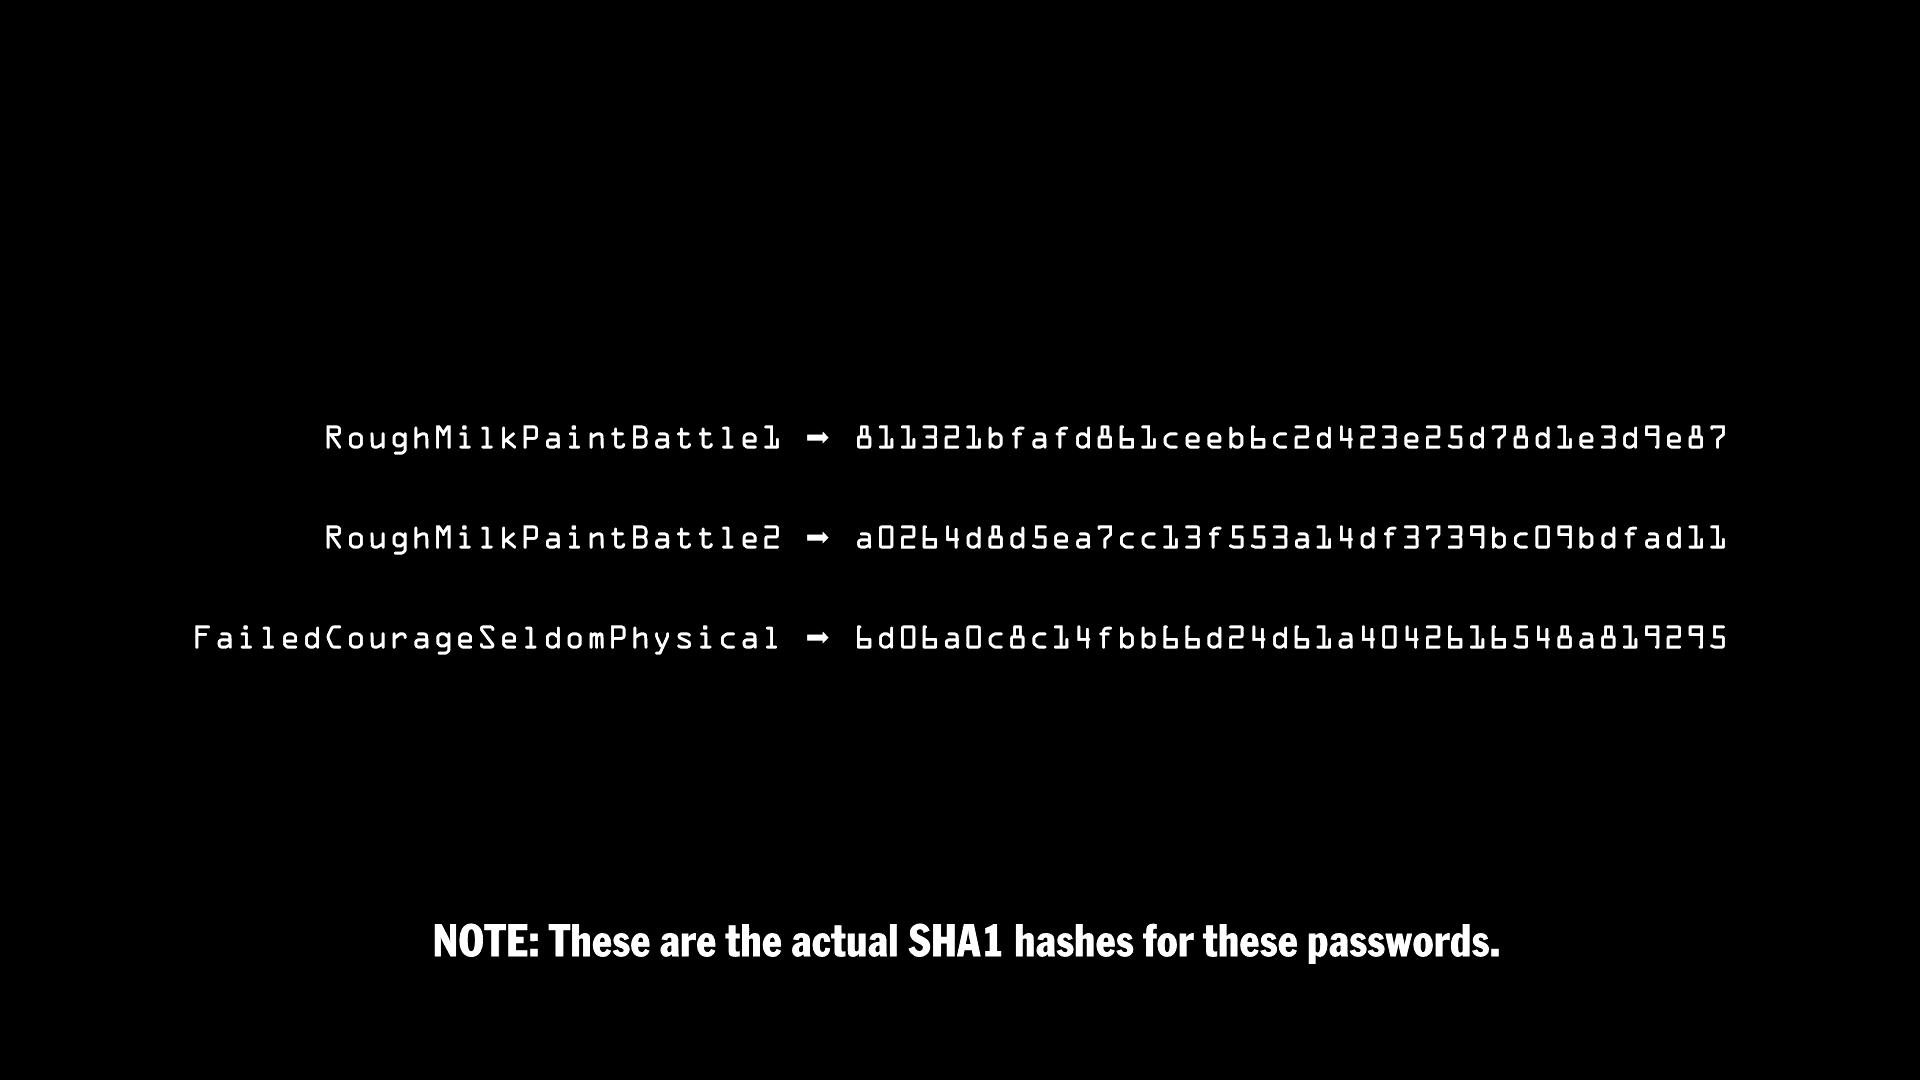 RoughMilkPaintBattle1 ➡ 811321bfafd861ceeb6c2d423e25d78d1e3d9e87
RoughMilkPaintBattle2 ➡ a0264d8d5ea7cc13f553a14df3739bc09bdfad11
FailedCourageSeldomPhysical ➡ 6d06a0c8c14fbb66d24d61a4042616548a819295
NOTE: These are the actual SHA1 hashes for these passwords.